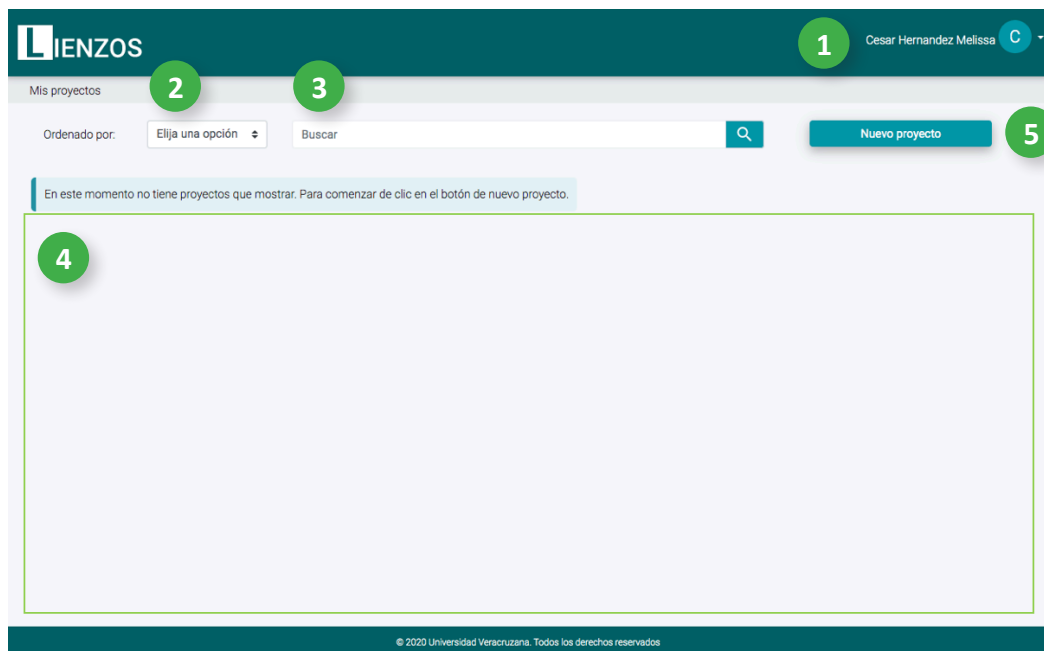 LIENZOS
1
Cesar Hernandez Melissa C
Mis proyectos
2
3
Ordenado por:
Elija una opción
Buscar
Nuevo proyecto
5
En este momento no tiene proyectos que mostrar. Para comenzar de clic en el botón de nuevo proyecto.
4
© 2020 Universidad Veracruzana. Todos los derechos reservados